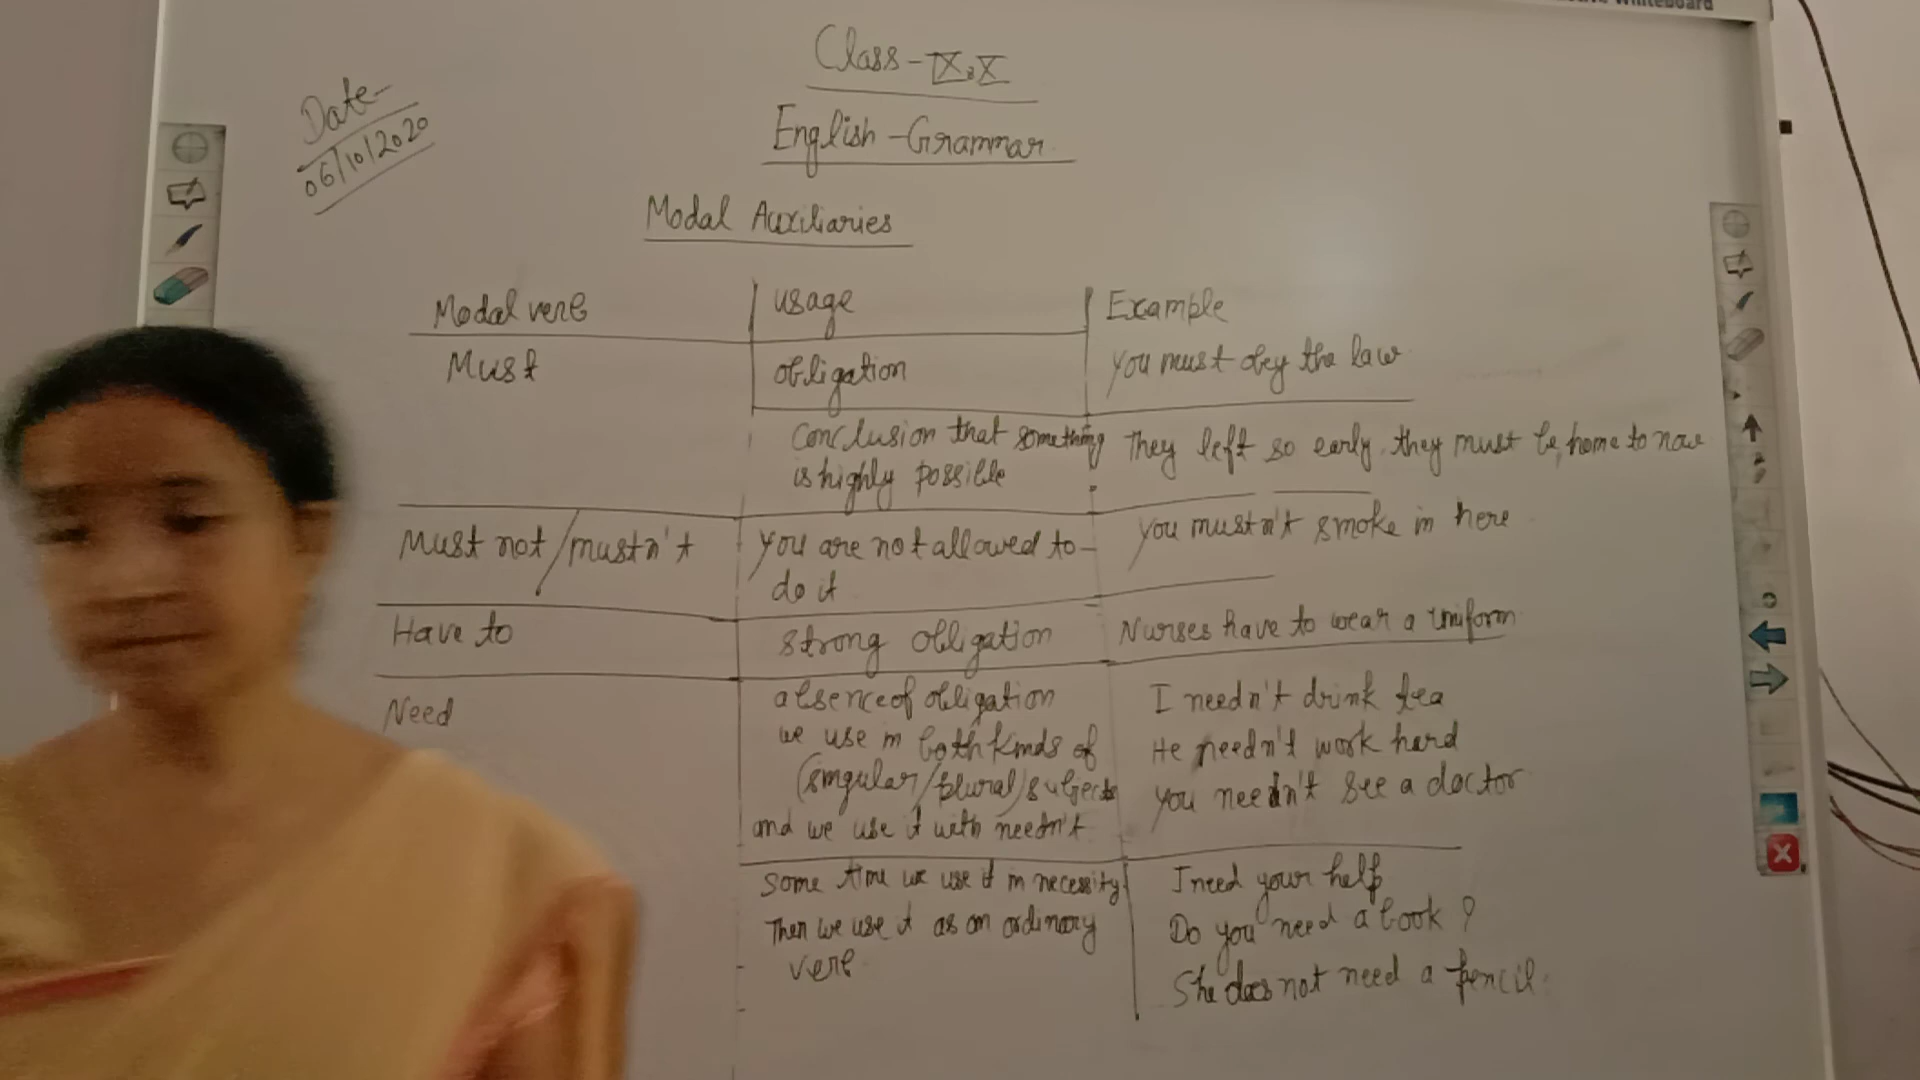 Whiteboard
Class-IX,X
Date-
06/10/2020
English-Grammar
Modal Auxiliaries
Modal verb
usage
Example
Must
obligation
you must obey the law
Conclusion that something
is highly possible
They left so early, they must be home to now
Must not/mustn't
you are not allowed to-
do it
you mustn't smoke in here
Have to
strong obligation
Nurses have to wear a uniform
Need
absence of obligation
we use in both kinds of
(singular/plural) subjects
and we use it with needn't
I needn't drink tea
He needn't work hard
you needn't see a doctor
Some time we use it in necessity
Then we use it as an ordinary
verb
I need your help
Do you need a book?
She does not need a pencil.